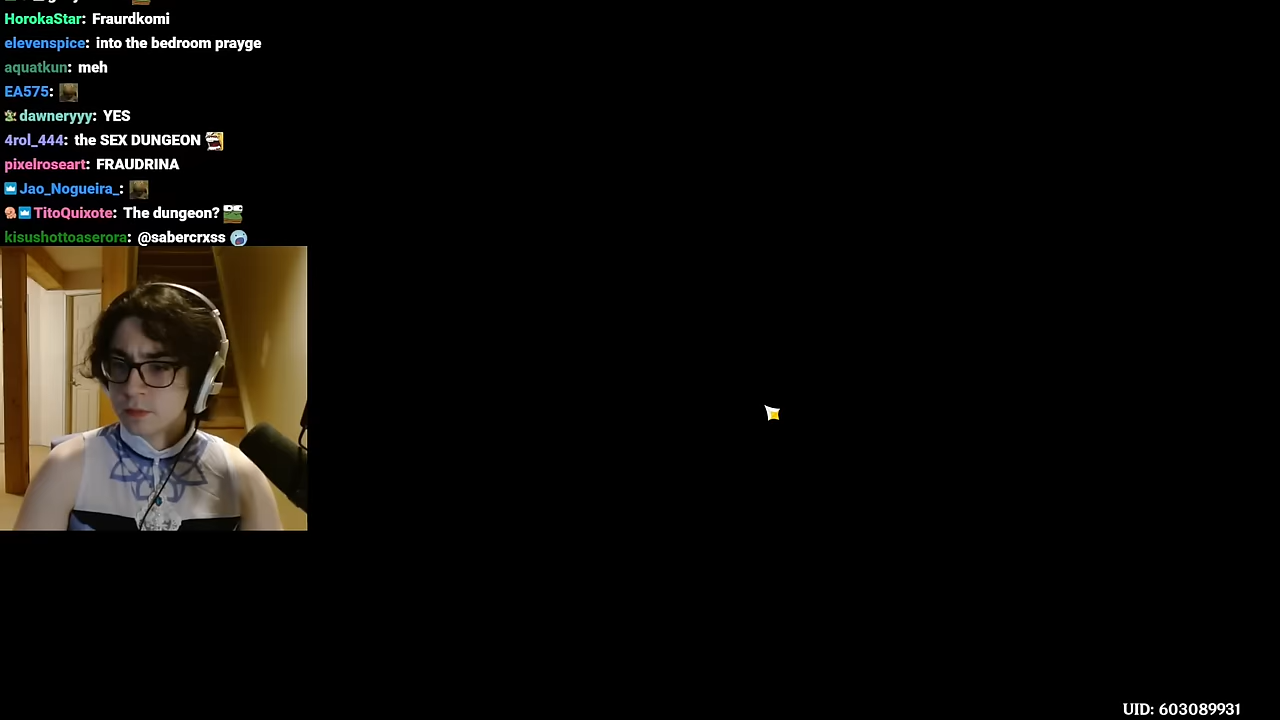 HorokaStar: Fraurdkomi
elevenspice: into the bedroom prayge
aquatkun: meh
EA575:
dawneryyy: YES
4rol_444: the SEX DUNGEON
pixelroseart: FRAUDRINA
Jao_Nogueira_:
TitoQuixote: The dungeon?
kisushottoaserora: @sabercrxss
UID: 603089931